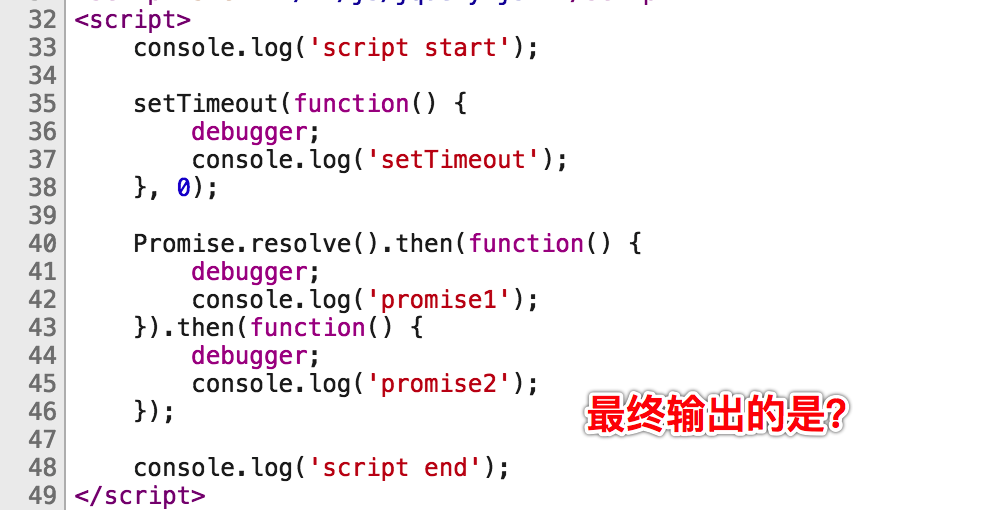 32 <script>
33 console.log('script start');
34
35 setTimeout(function() {
36 debugger;
37 console.log('setTimeout');
38 }, 0);
39
40 Promise.resolve().then(function() {
41 debugger;
42 console.log('promise1');
43 }).then(function() {
44 debugger;
45 console.log('promise2');
46 });
最终输出的是?
47
48 console.log('script end');
49 </script>